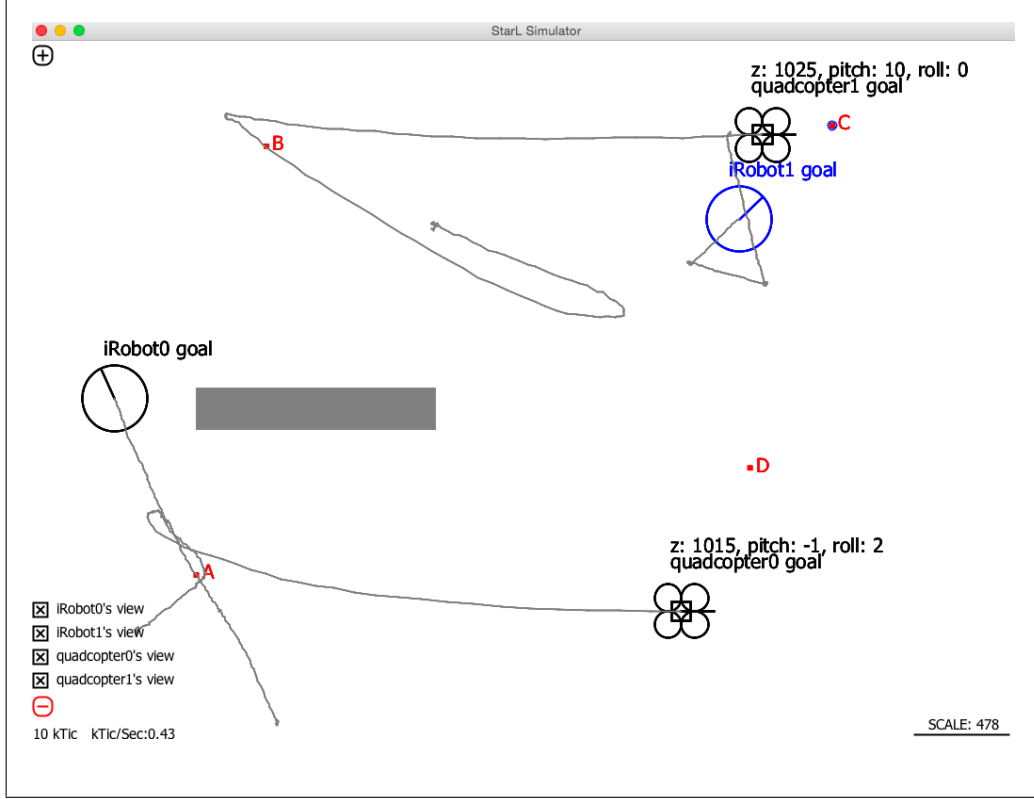 StarL Simulator
z: 1025, pitch: 10, roll: 0
quadcopter1 goal
C
B
iRobot1 goal
iRobot0 goal
D
z: 1015, pitch: -1, roll: 2
quadcopter0 goal
A
iRobot0's view
iRobot1's view
quadcopter0's view
quadcopter1's view
10 kTic kTic/Sec:0.43
SCALE: 478